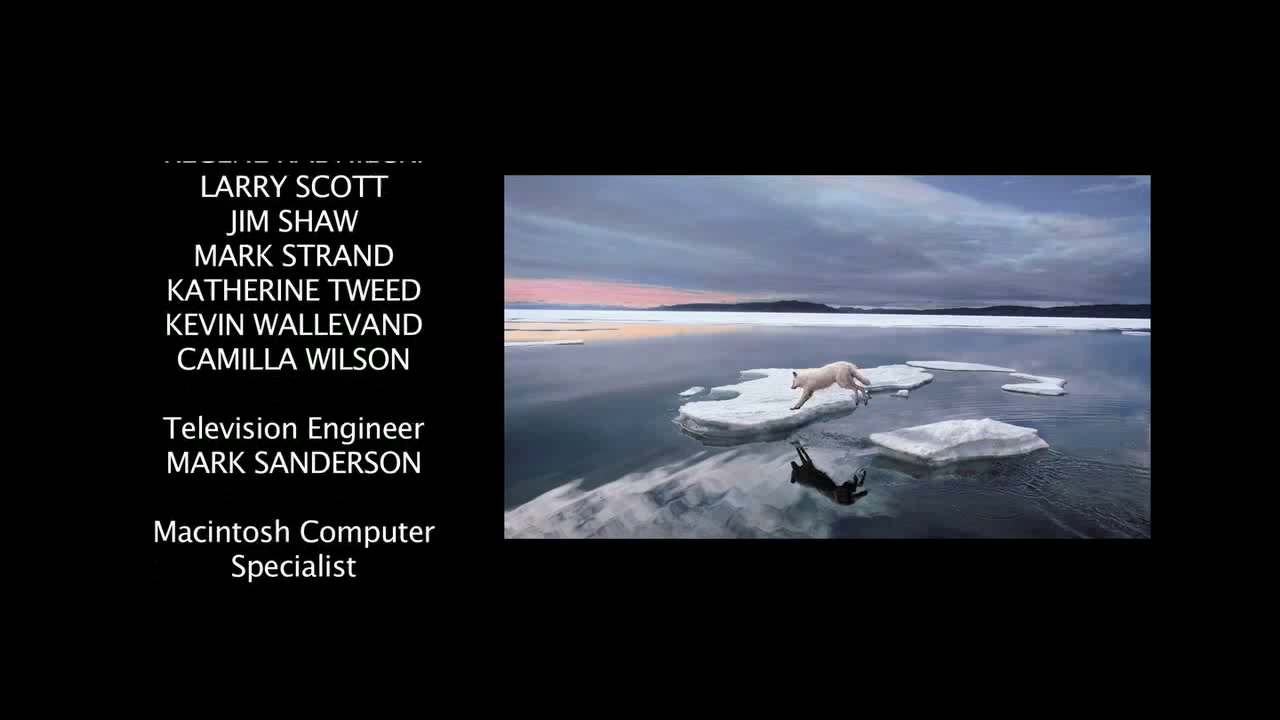 LARRY SCOTT
JIM SHAW
MARK STRAND
KATHERINE TWEED
KEVIN WALLEVAND
CAMILLA WILSON
Television Engineer
MARK SANDERSON
Macintosh Computer
Specialist